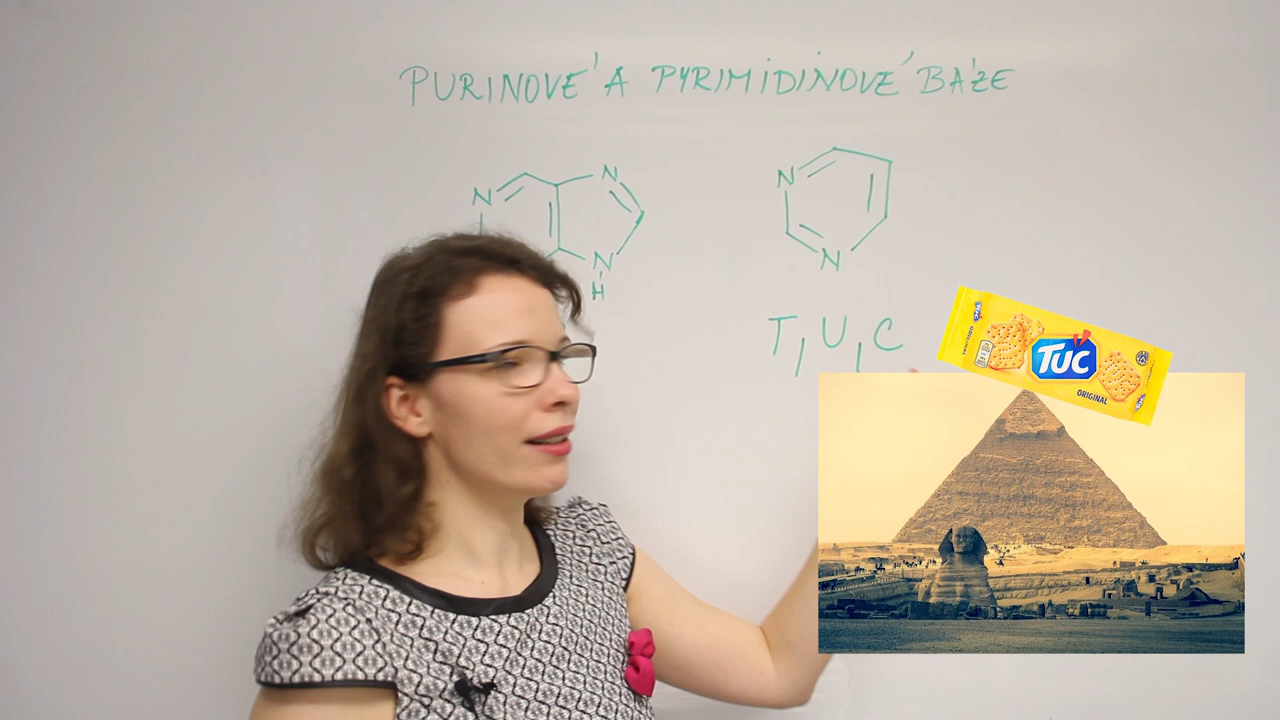 PURINOVÉ A PYRIMIDINOVÉ BÁZE
N N
N
N
H
N
T, U, C
TUC
ORIGINAL